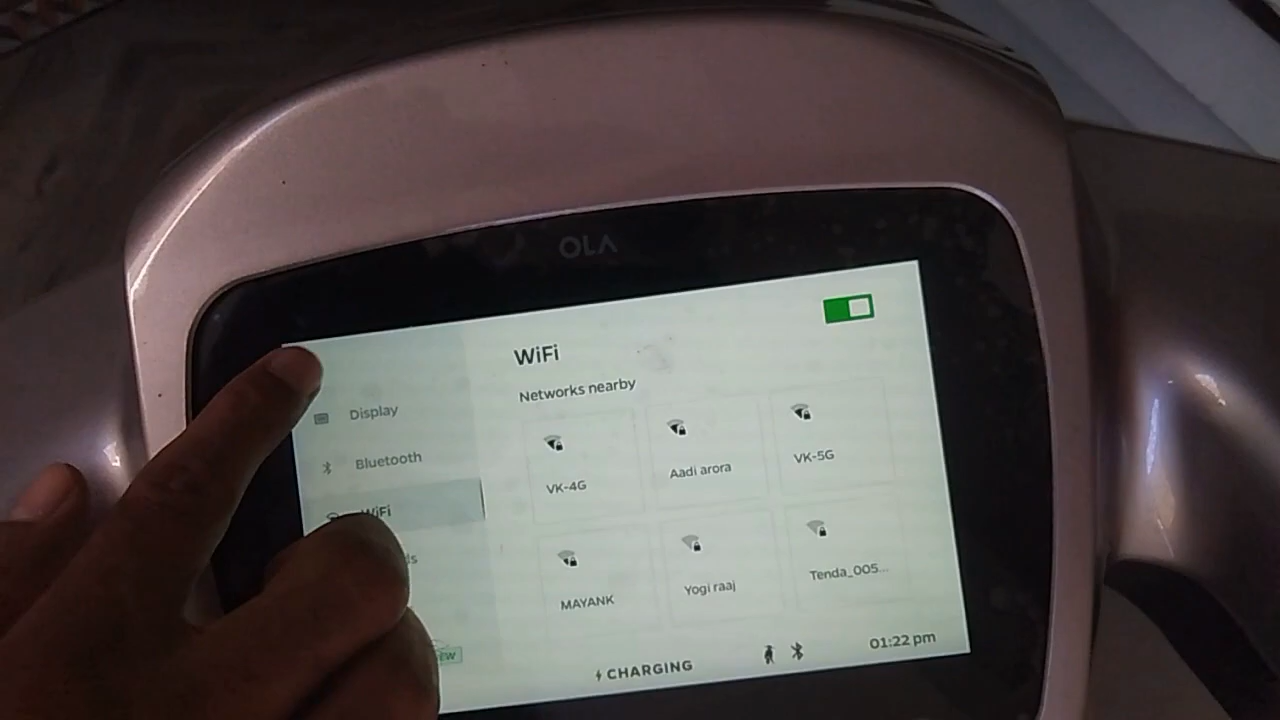 OLA
WiFi
Networks nearby
Display
Bluetooth
WiFi
VK-4G
Aadi arora
VK-5G
MAYANK
Yogi raaj
Tenda_005...
CHARGING
01:22 pm